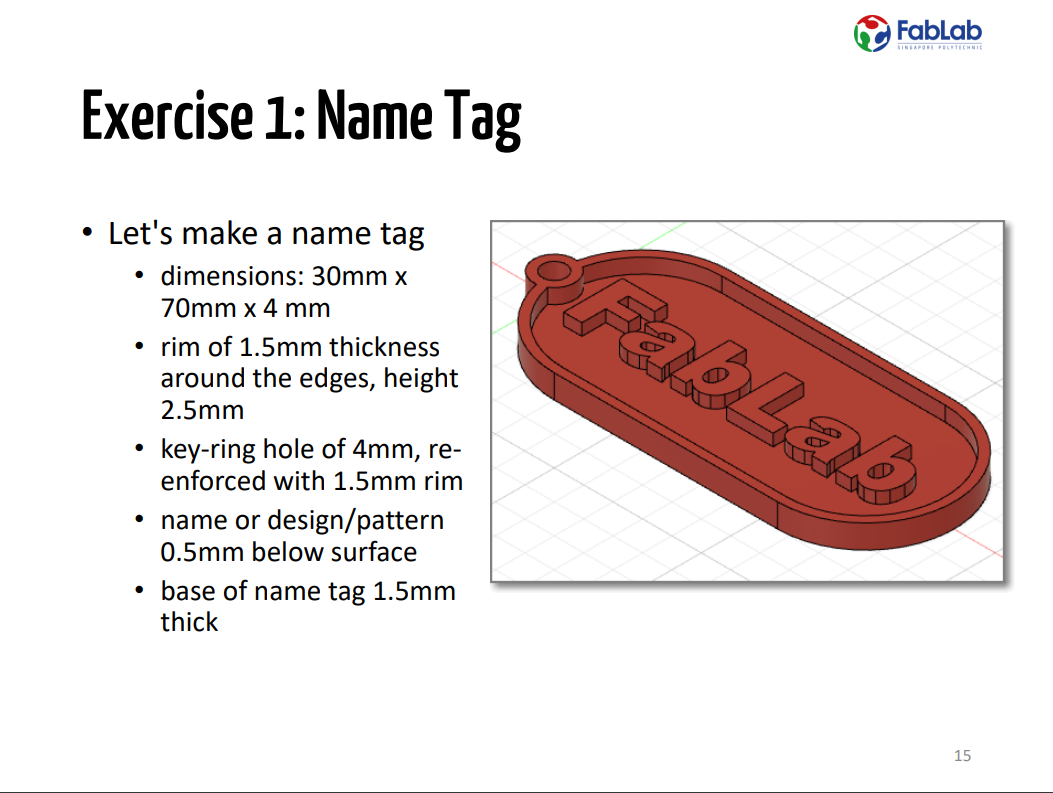 FabLab
SINGAPORE POLYTECHNIC
Exercise 1: Name Tag
• Let's make a name tag
• dimensions: 30mm x
70mm x 4 mm
• rim of 1.5mm thickness
around the edges, height
2.5mm
• key-ring hole of 4mm, re-
enforced with 1.5mm rim
• name or design/pattern
0.5mm below surface
• base of name tag 1.5mm
thick
FabLab
15